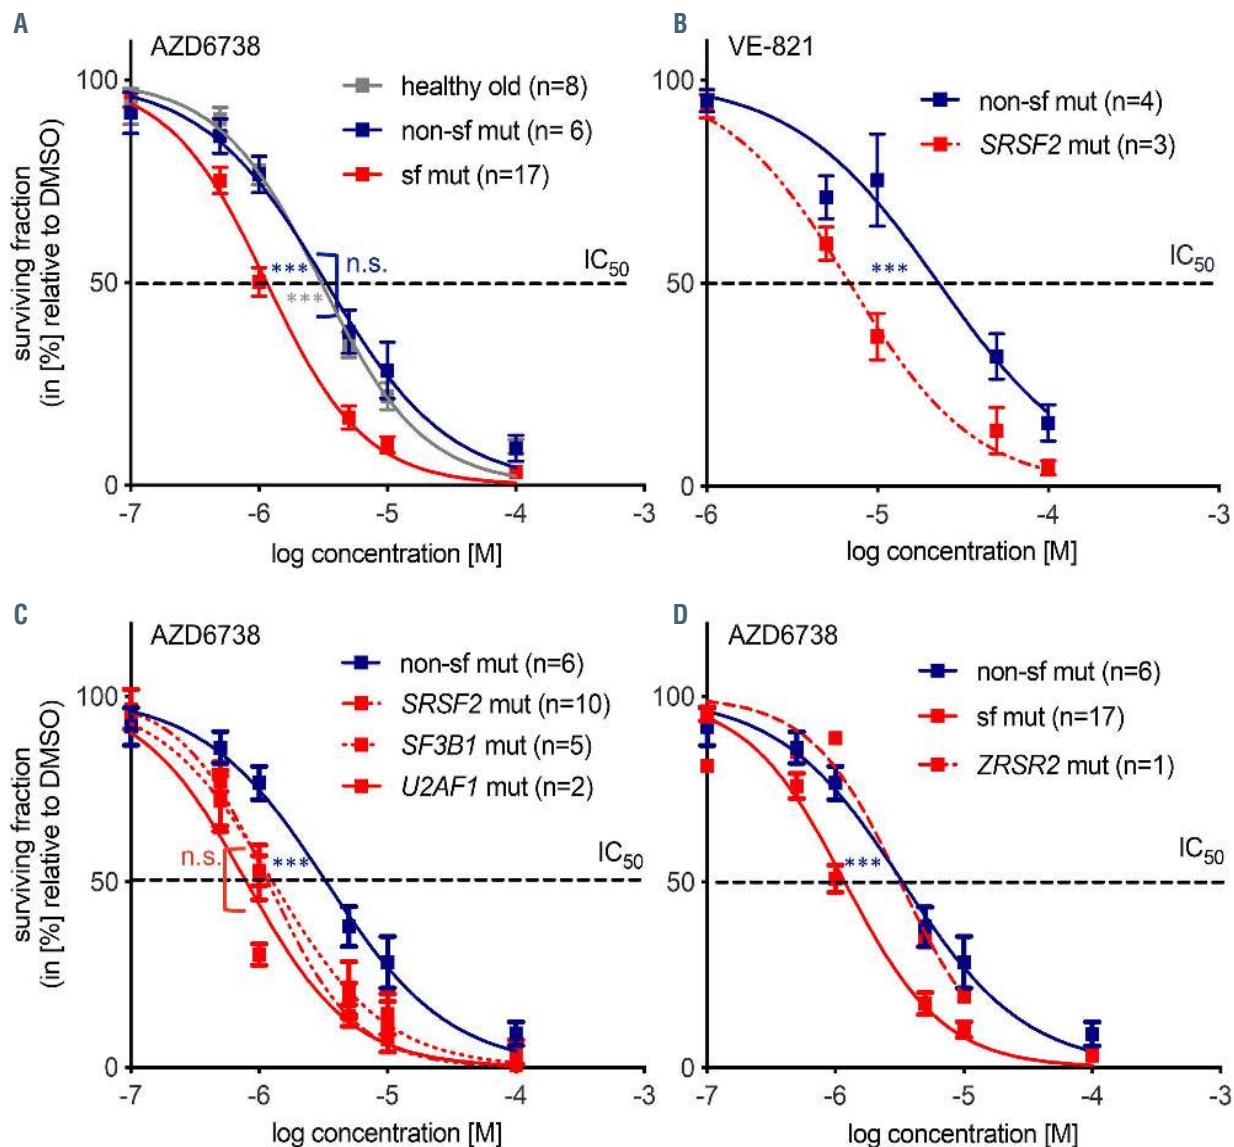 A
AZD6738
healthy old (n=8)
non-sf mut (n= 6)
sf mut (n=17)
surviving fraction
(in [%] relative to DMSO)
100
50
0
***
***
n.s.
IC50
-7
-6
-5
-4
-3
log concentration [M]
B
VE-821
non-sf mut (n=4)
SRSF2 mut (n=3)
100
50
0
***
IC50
-6
-5
-4
-3
log concentration [M]
C
AZD6738
non-sf mut (n=6)
SRSF2 mut (n=10)
SF3B1 mut (n=5)
U2AF1 mut (n=2)
surviving fraction
(in [%] relative to DMSO)
100
50
0
n.s.
***
IC50
-7
-6
-5
-4
-3
log concentration [M]
D
AZD6738
non-sf mut (n=6)
sf mut (n=17)
ZRSR2 mut (n=1)
100
50
0
***
IC50
-7
-6
-5
-4
-3
log concentration [M]